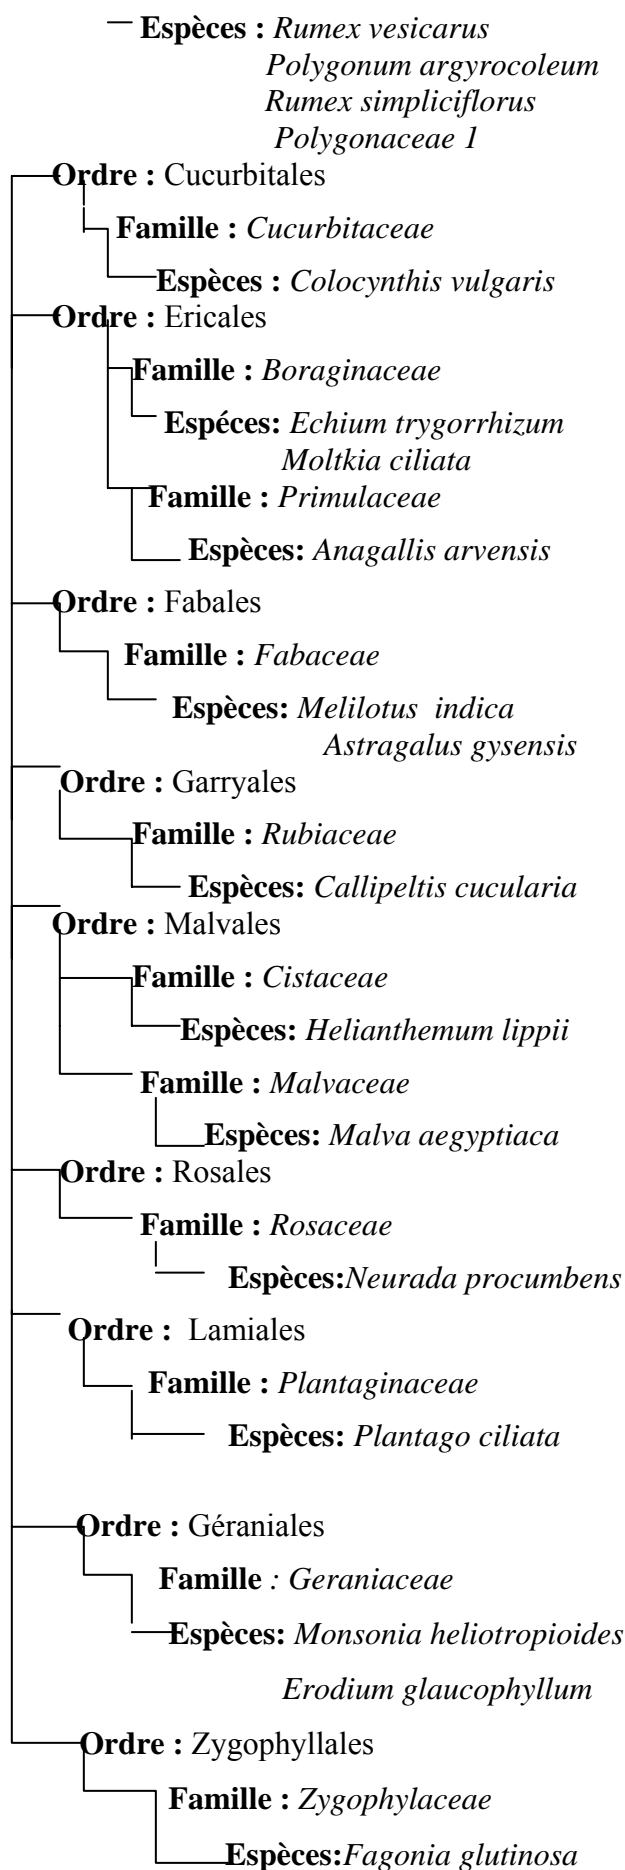 Espèces : Rumex vesicarus
Polygonum argyrocoleum
Rumex simpliciflorus
Polygonaceae 1
Ordre : Cucurbitales
Famille : Cucurbitaceae
Espèces : Colocynthis vulgaris
Ordre : Ericales
Famille : Boraginaceae
Espéces: Echium trygorrhizum
Moltkia ciliata
Famille : Primulaceae
Espèces: Anagallis arvensis
Ordre : Fabales
Famille : Fabaceae
Espèces: Melilotus indica
Astragalus gysensis
Ordre : Garryales
Famille : Rubiaceae
Espèces: Callipeltis cucularia
Ordre : Malvales
Famille : Cistaceae
Espèces: Helianthemum lippii
Famille : Malvaceae
Espèces: Malva aegyptiaca
Ordre : Rosales
Famille : Rosaceae
Espèces:Neurada procumbens
Ordre : Lamiales
Famille : Plantaginaceae
Espèces: Plantago ciliata
Ordre : Géraniales
Famille : Geraniaceae
Espèces: Monsonia heliotropioides
Erodium glaucophyllum
Ordre : Zygophyllales
Famille : Zygophylaceae
Espèces:Fagonia glutinosa